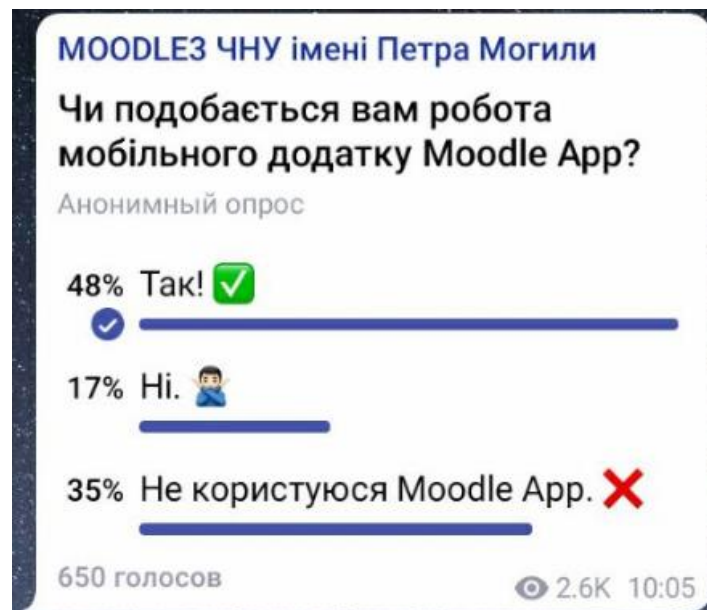 MOODLE3 ЧНУ імені Петра Могили
Чи подобається вам робота
мобільного додатку Moodle App?
Анонимный опрос
48% Так! ✅
17% Ні. 🙅🏻‍♂️
35% Не користуюся Moodle App. ❌
650 голосов
2.6K 10:05